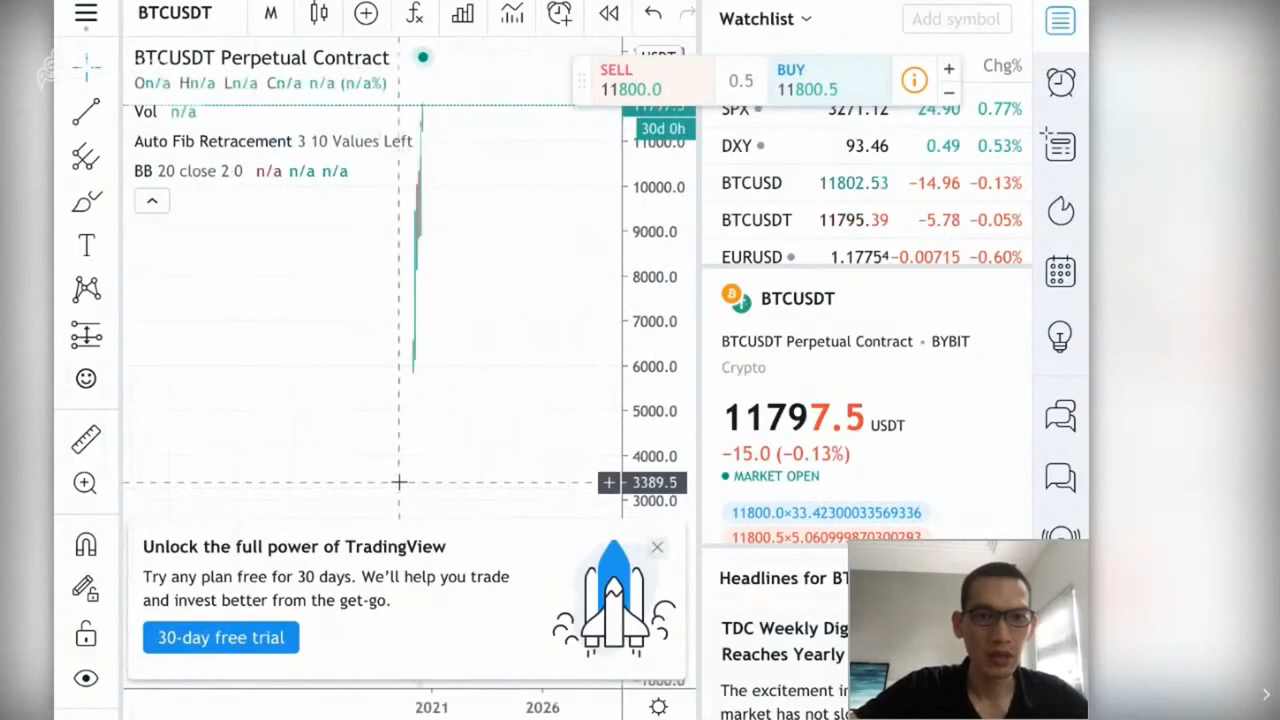 BTCUSDT
M
BTCUSDT Perpetual Contract
On/a Hn/a Ln/a Cn/a n/a (n/a%)
Vol n/a
Auto Fib Retracement 3 10 Values Left
BB 20 close 2 0 n/a n/a n/a
SELL
11800.0
0.5
BUY
11800.5
30d 0h
11000.0
10000.0
9000.0
8000.0
7000.0
6000.0
5000.0
4000.0
3389.5
3000.0
Unlock the full power of TradingView
Try any plan free for 30 days. We'll help you trade
and invest better from the get-go.
30-day free trial
2021 2026
Watchlist
Add symbol
Chg%
SPX 3271.12 24.90 0.77%
DXY 93.46 0.49 0.53%
BTCUSD 11802.53 −14.96 −0.13%
BTCUSDT 11795.39 −5.78 −0.05%
EURUSD 1.17754 −0.00715 −0.60%
BTCUSDT
BTCUSDT Perpetual Contract • BYBIT
Crypto
11797.5 USDT
−15.0 (−0.13%)
MARKET OPEN
11800.0×33.42300033569336
11800.5×5.060999870300293
Headlines for BT
TDC Weekly Dig
Reaches Yearly
The excitement i
market has not sl